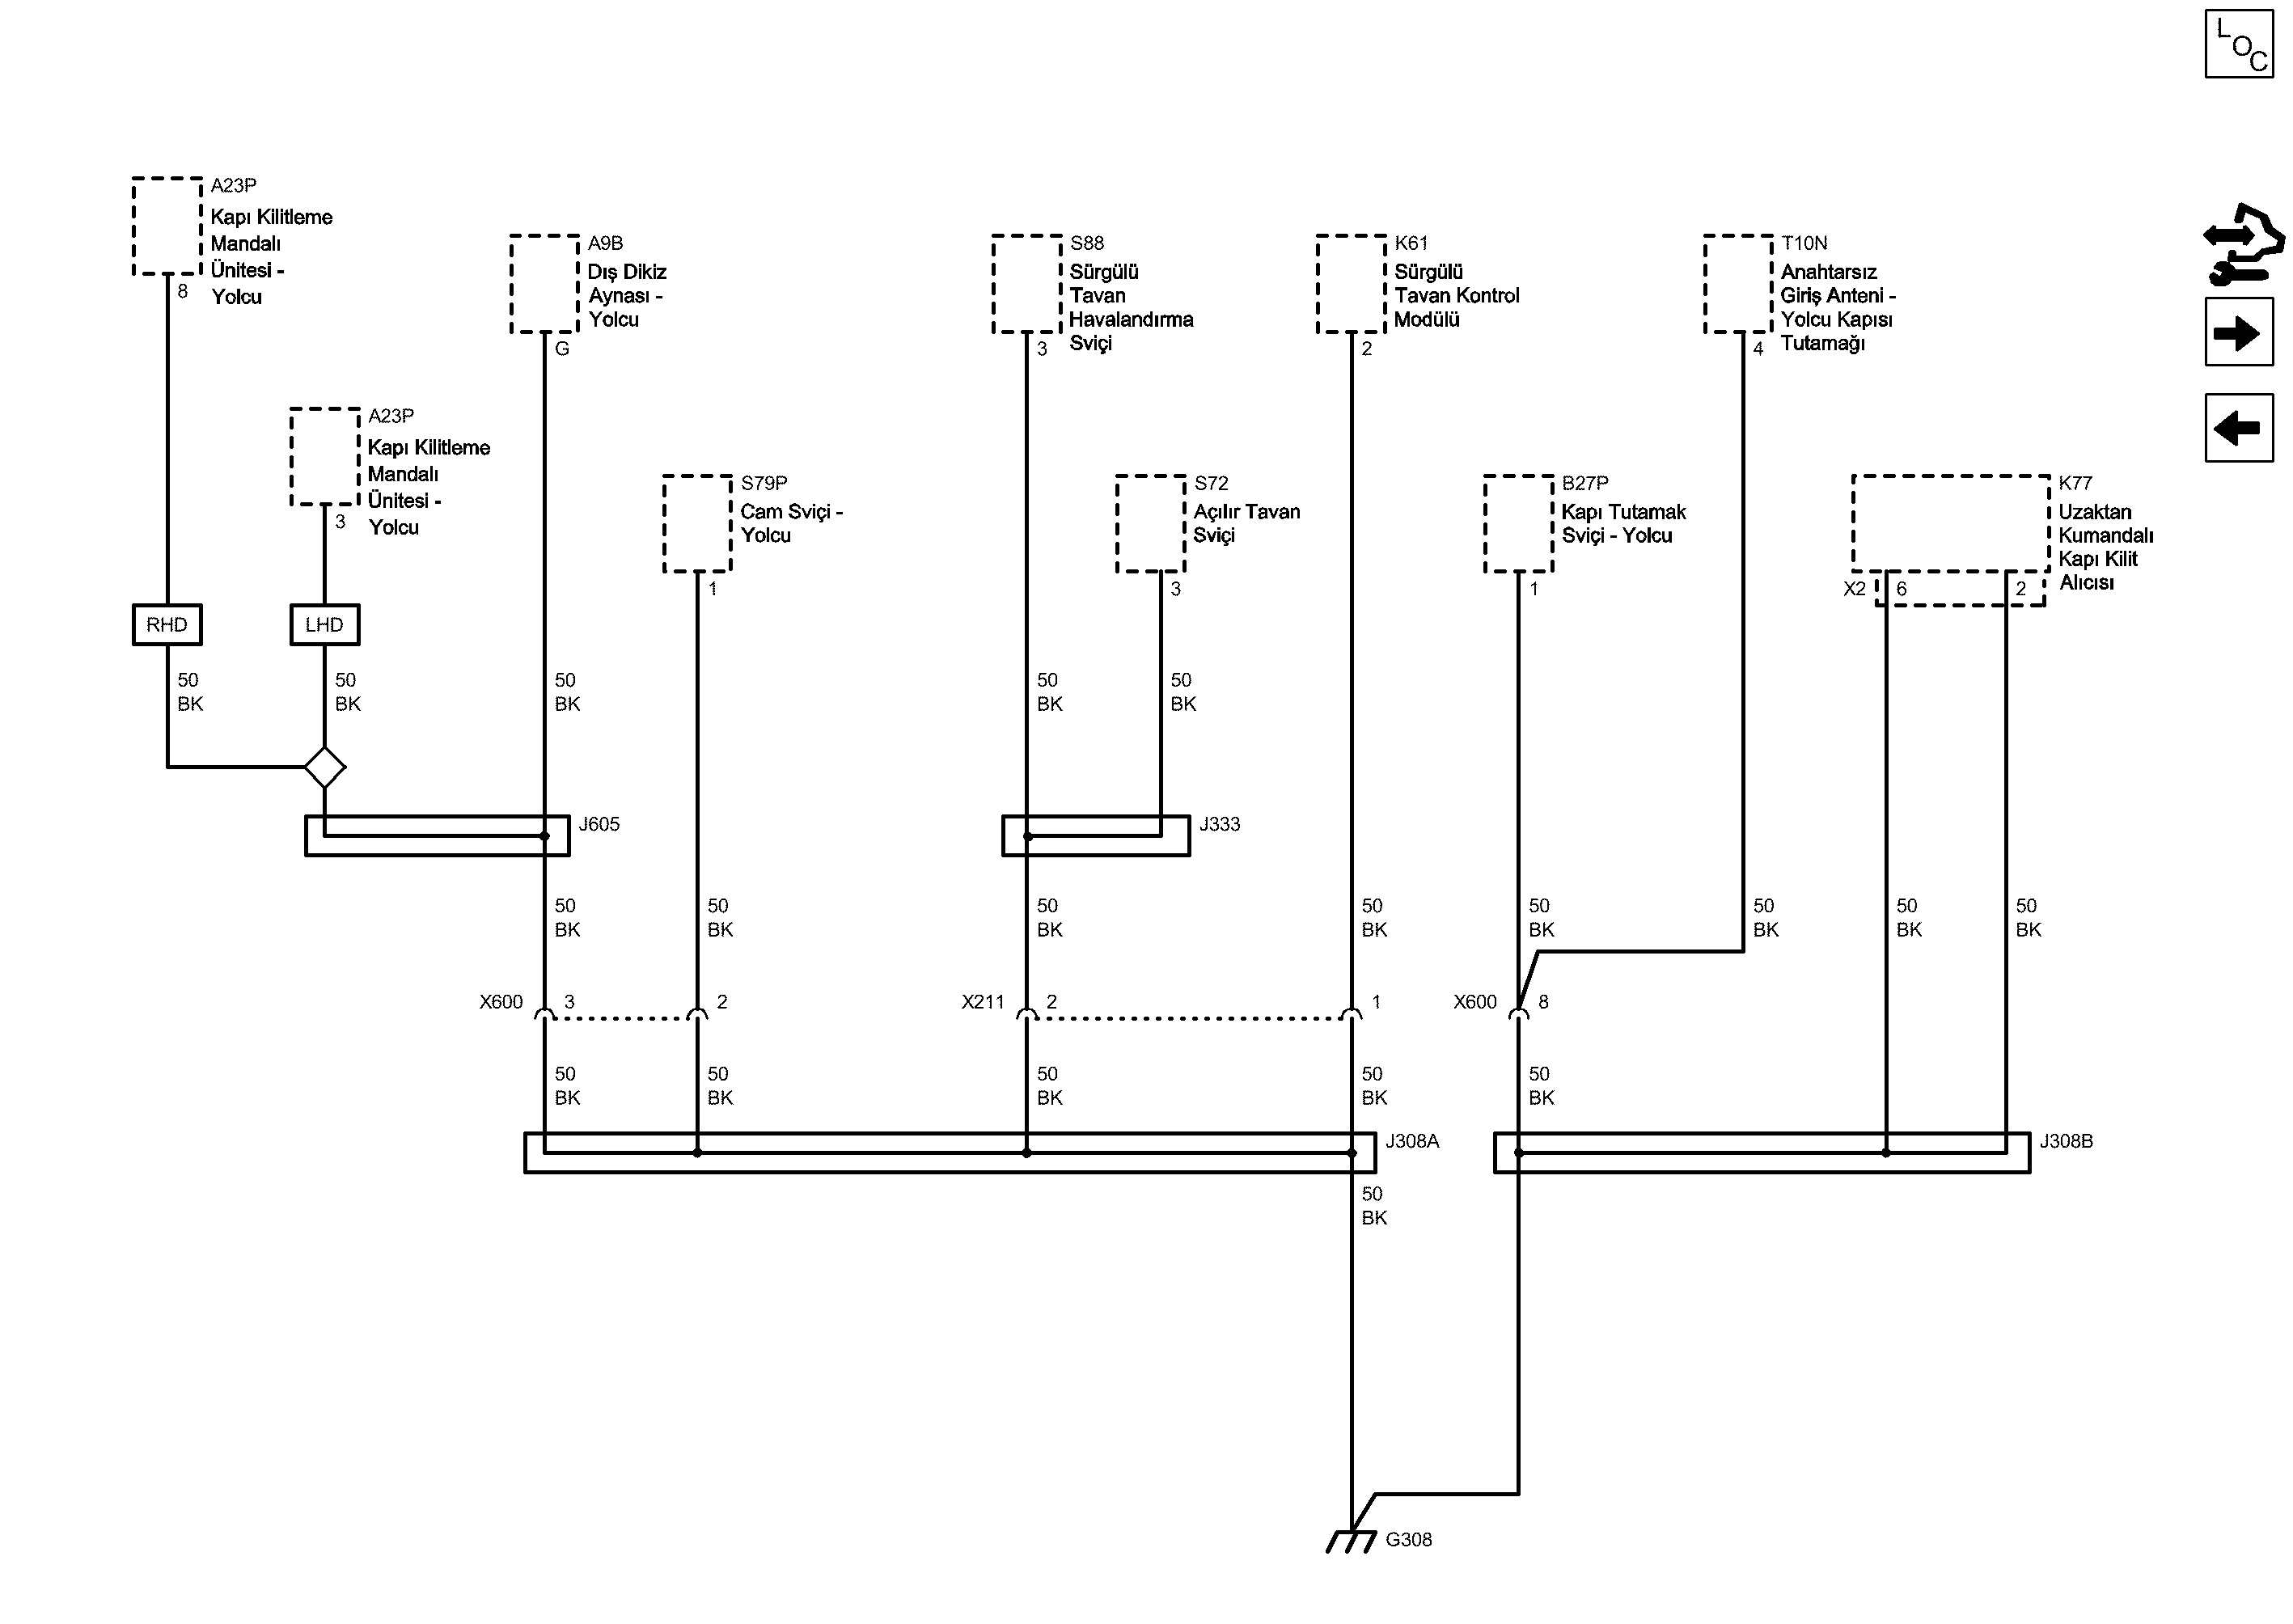 LOC
A23P
Kapı Kilitleme
Mandalı
Ünitesi -
Yolcu
8
A9B
Dış Dikiz
Aynası -
Yolcu
G
S88
Sürgülü
Tavan
Havalandırma
Sviçi
3
K61
Sürgülü
Tavan Kontrol
Modülü
2
T10N
Anahtarsız
Giriş Anteni -
Yolcu Kapısı
Tutamağı
4
A23P
Kapı Kilitleme
Mandalı
Ünitesi -
Yolcu
3
S79P
Cam Sviçi -
Yolcu
1
S72
Açılır Tavan
Sviçi
3
B27P
Kapı Tutamak
Sviçi - Yolcu
1
K77
Uzaktan
Kumandalı
Kapı Kilit
Alıcısı
X2 6 2
RHD
LHD
50
BK
50
BK
50
BK
50
BK
50
BK
J605
J333
50
BK
50
BK
50
BK
50
BK
50
BK
50
BK
50
BK
50
BK
X600 3 2
X211 2 1
X600 8
50
BK
50
BK
50
BK
50
BK
50
BK
J308A
J308B
50
BK
G308